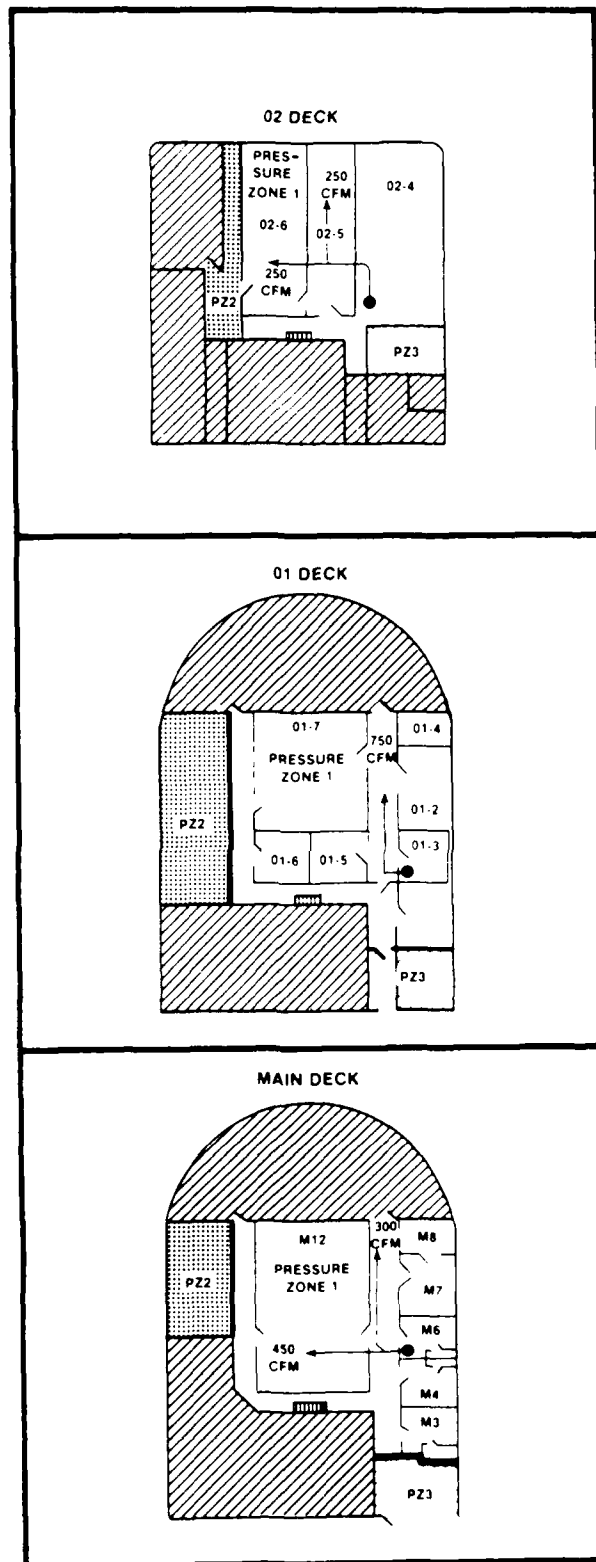 02 DECK
PRES-
SURE
ZONE 1
250
CFM
02-4
02-6
02-5
250
CFM
PZ2
PZ3
01 DECK
01-7
01-4
750
CFM
PRESSURE
ZONE 1
PZ2
01-2
01-3
01-6
01-5
PZ3
MAIN DECK
300
CFM
M12
M8
PRESSURE
ZONE 1
PZ2
M7
M6
450
CFM
M4
M3
PZ3